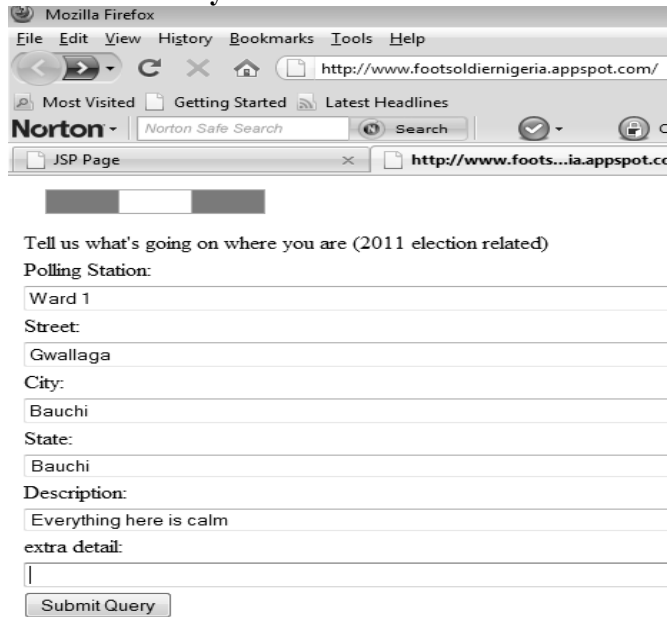 Mozilla Firefox
File Edit View History Bookmarks Tools Help
http://www.footsoldiernigeria.appspot.com/
Most Visited Getting Started Latest Headlines
Norton Norton Safe Search Search
JSP Page http://www.foots...ia.appspot.co
Tell us what's going on where you are (2011 election related)
Polling Station:
Ward 1
Street:
Gwallaga
City:
Bauchi
State:
Bauchi
Description:
Everything here is calm
extra detail:
Submit Query